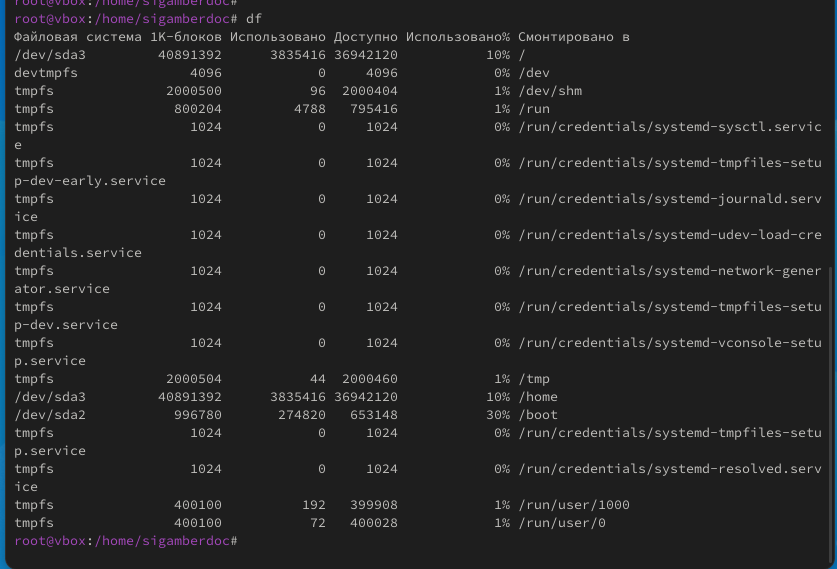 root@vbox:/home/sigamberdoc#
root@vbox:/home/sigamberdoc# df
Файловая система 1K-блоков Использовано Доступно Использовано% Смонтировано в
/dev/sda3 40891392 3835416 36942120 10% /
devtmpfs 4096 0 4096 0% /dev
tmpfs 2000500 96 2000404 1% /dev/shm
tmpfs 800204 4788 795416 1% /run
tmpfs 1024 0 1024 0% /run/credentials/systemd-sysctl.servic
e
tmpfs 1024 0 1024 0% /run/credentials/systemd-tmpfiles-setu
p-dev-early.service
tmpfs 1024 0 1024 0% /run/credentials/systemd-journald.serv
ice
tmpfs 1024 0 1024 0% /run/credentials/systemd-udev-load-cre
dentials.service
tmpfs 1024 0 1024 0% /run/credentials/systemd-network-gener
ator.service
tmpfs 1024 0 1024 0% /run/credentials/systemd-tmpfiles-setu
p-dev.service
tmpfs 1024 0 1024 0% /run/credentials/systemd-vconsole-setu
p.service
tmpfs 2000504 44 2000460 1% /tmp
/dev/sda3 40891392 3835416 36942120 10% /home
/dev/sda2 996780 274820 653148 30% /boot
tmpfs 1024 0 1024 0% /run/credentials/systemd-tmpfiles-setu
p.service
tmpfs 1024 0 1024 0% /run/credentials/systemd-resolved.serv
ice
tmpfs 400100 192 399908 1% /run/user/1000
tmpfs 400100 72 400028 1% /run/user/0
root@vbox:/home/sigamberdoc#